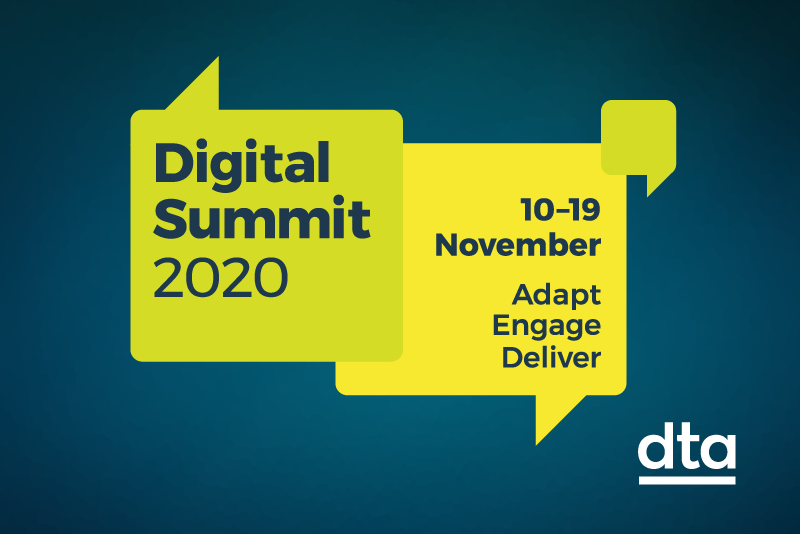 Digital
Summit
2020
10–19
November
Adapt
Engage
Deliver
dta